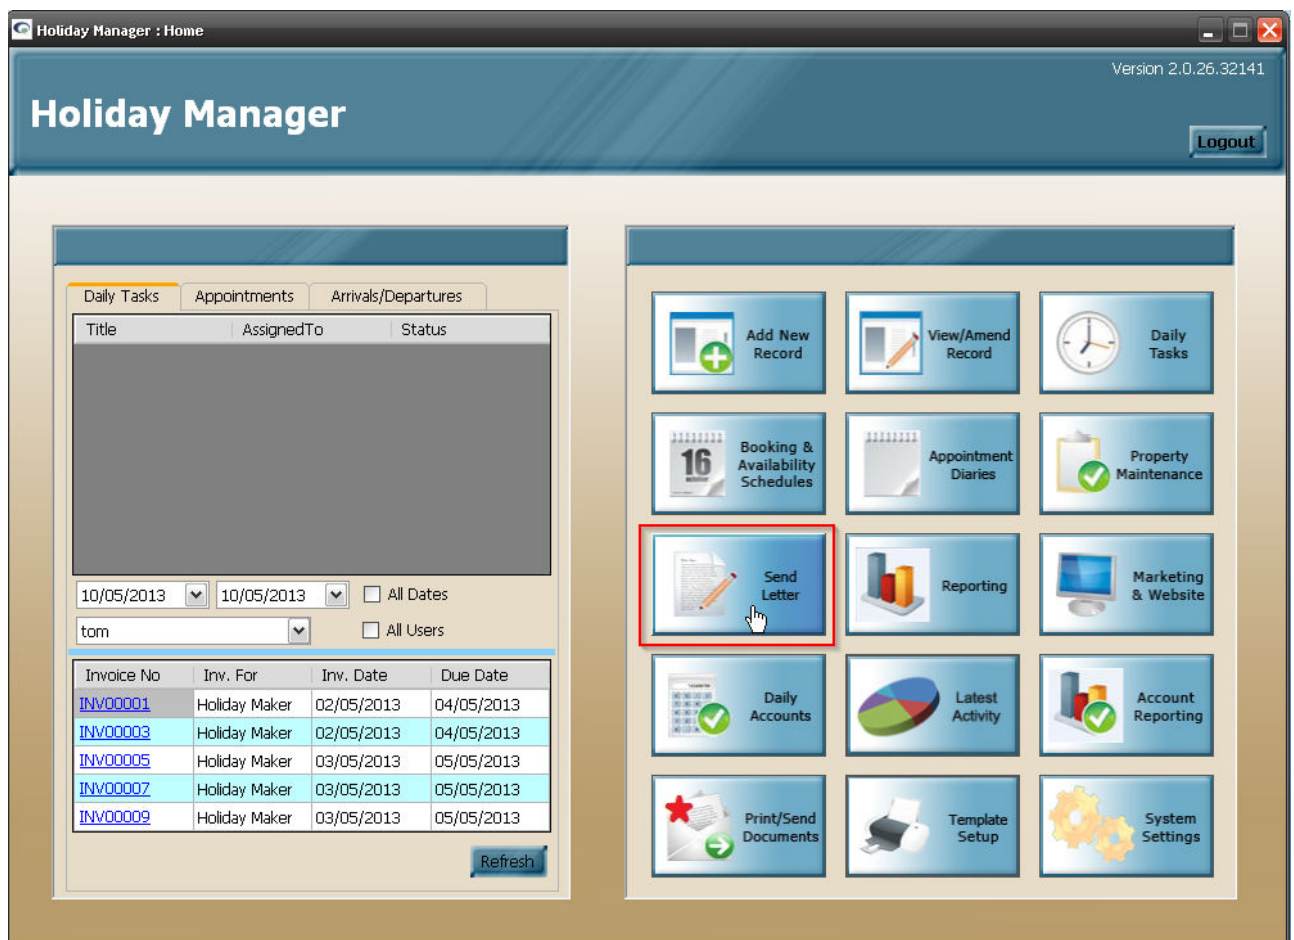 Holiday Manager : Home
Version 2.0.26.32141
Holiday Manager
Logout
Daily Tasks Appointments Arrivals/Departures
Title AssignedTo Status
10/05/2013 10/05/2013 All Dates
tom All Users
Invoice No Inv. For Inv. Date Due Date
INV00001 Holiday Maker 02/05/2013 04/05/2013
INV00003 Holiday Maker 02/05/2013 04/05/2013
INV00005 Holiday Maker 03/05/2013 05/05/2013
INV00007 Holiday Maker 03/05/2013 05/05/2013
INV00009 Holiday Maker 03/05/2013 05/05/2013
Refresh
Add New
Record
View/Amend
Record
Daily
Tasks
16
Booking &
Availability
Schedules
Appointment
Diaries
Property
Maintenance
Send
Letter
Reporting
Marketing
& Website
Daily
Accounts
Latest
Activity
Account
Reporting
Print/Send
Documents
Template
Setup
System
Settings